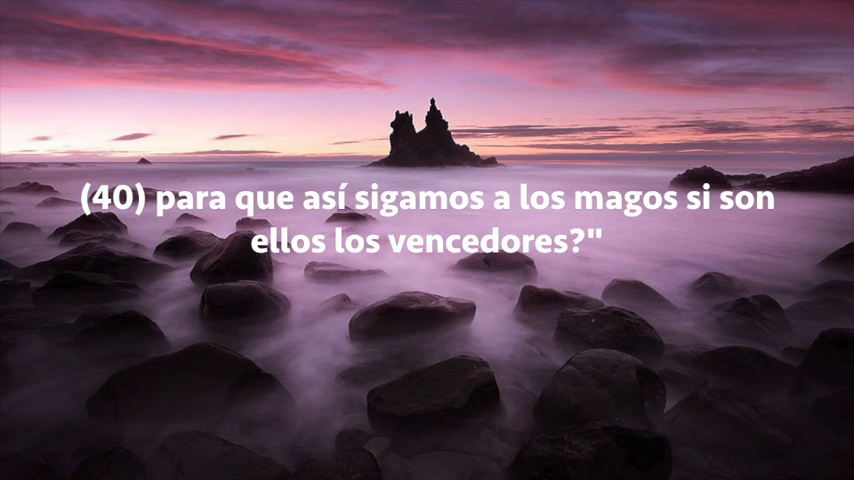 (40) para que así sigamos a los magos si son
ellos los vencedores?"